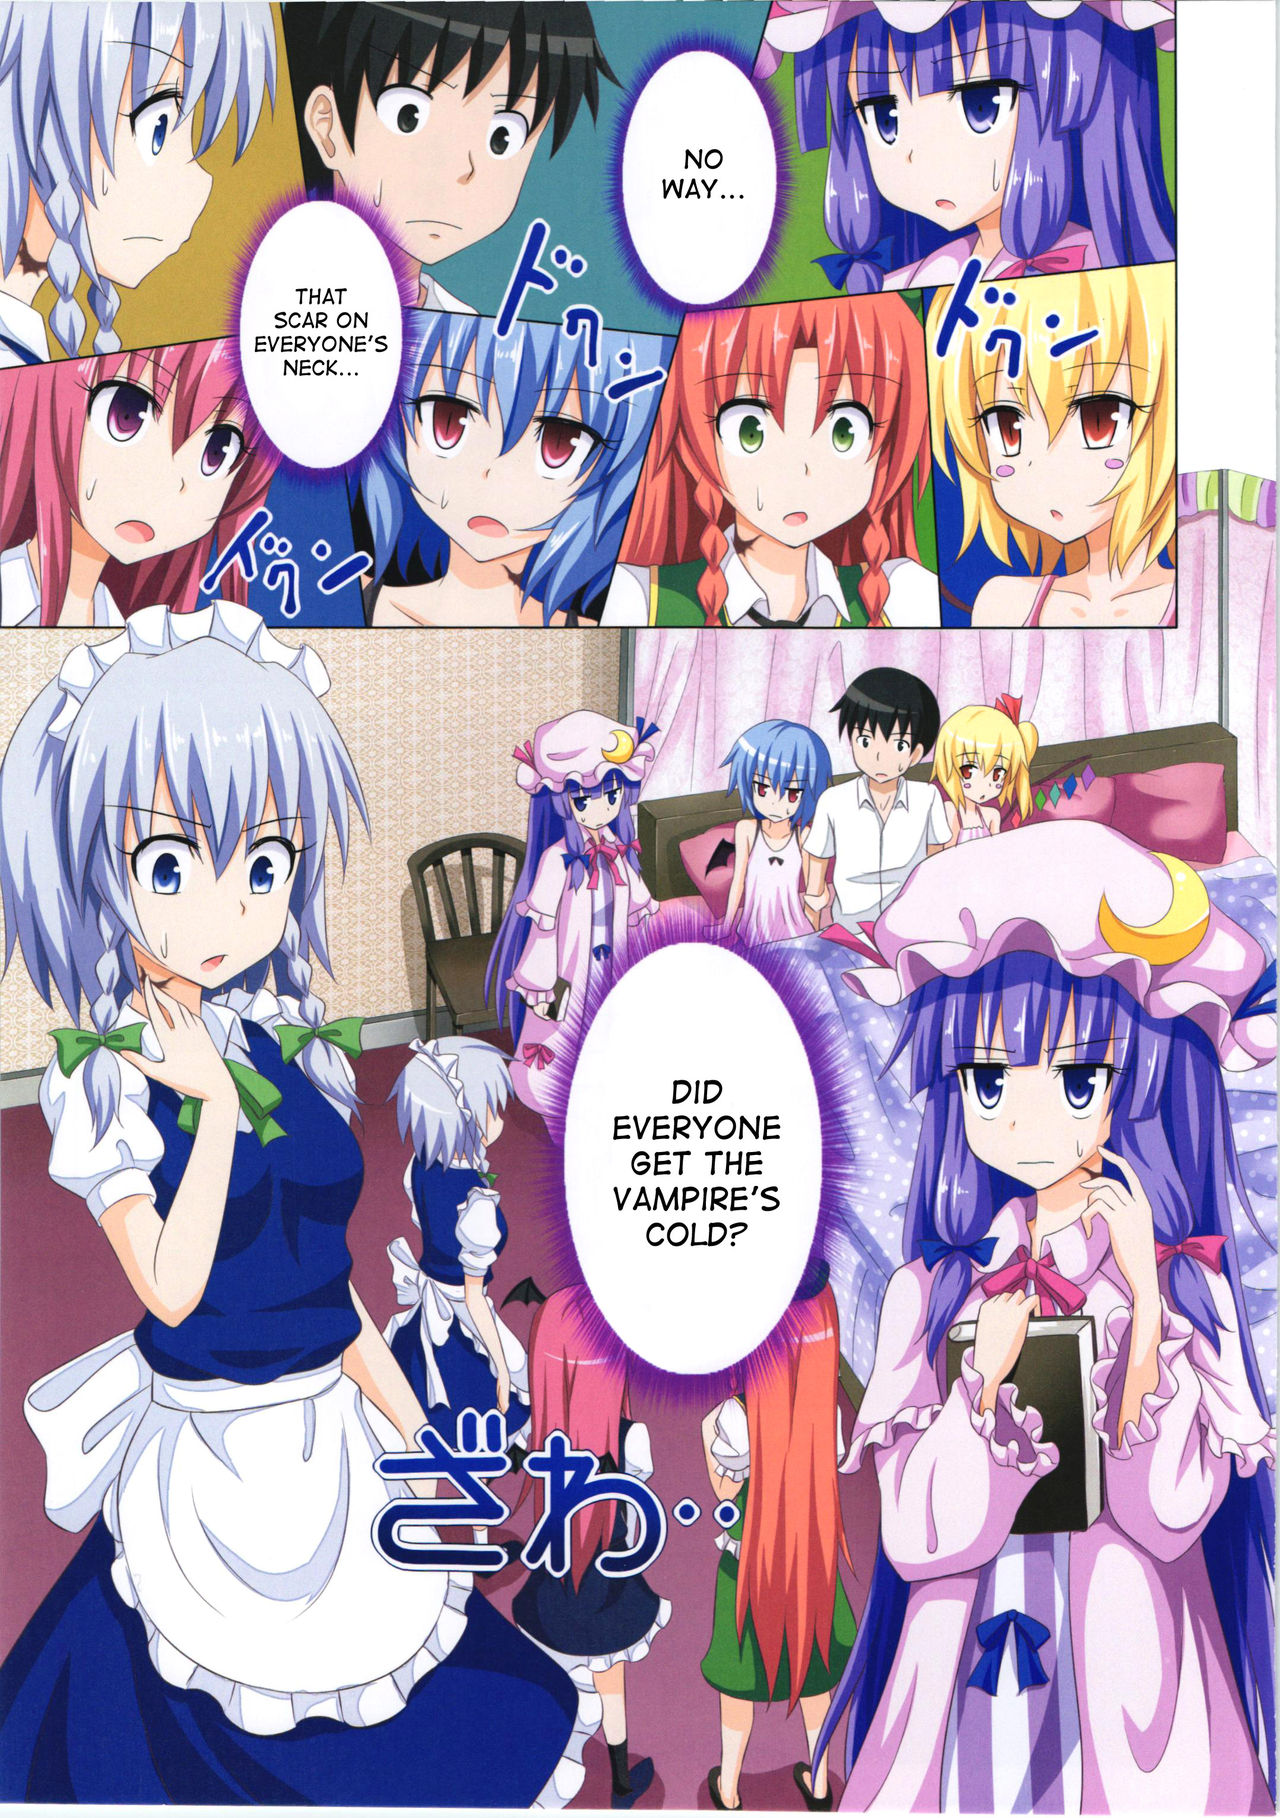 NO
WAY...
THAT
SCAR ON
EVERYONE'S
NECK...
ドクン
ドクン
ドクン
DID
EVERYONE
GET THE
VAMPIRE'S
COLD?
ざわ・・